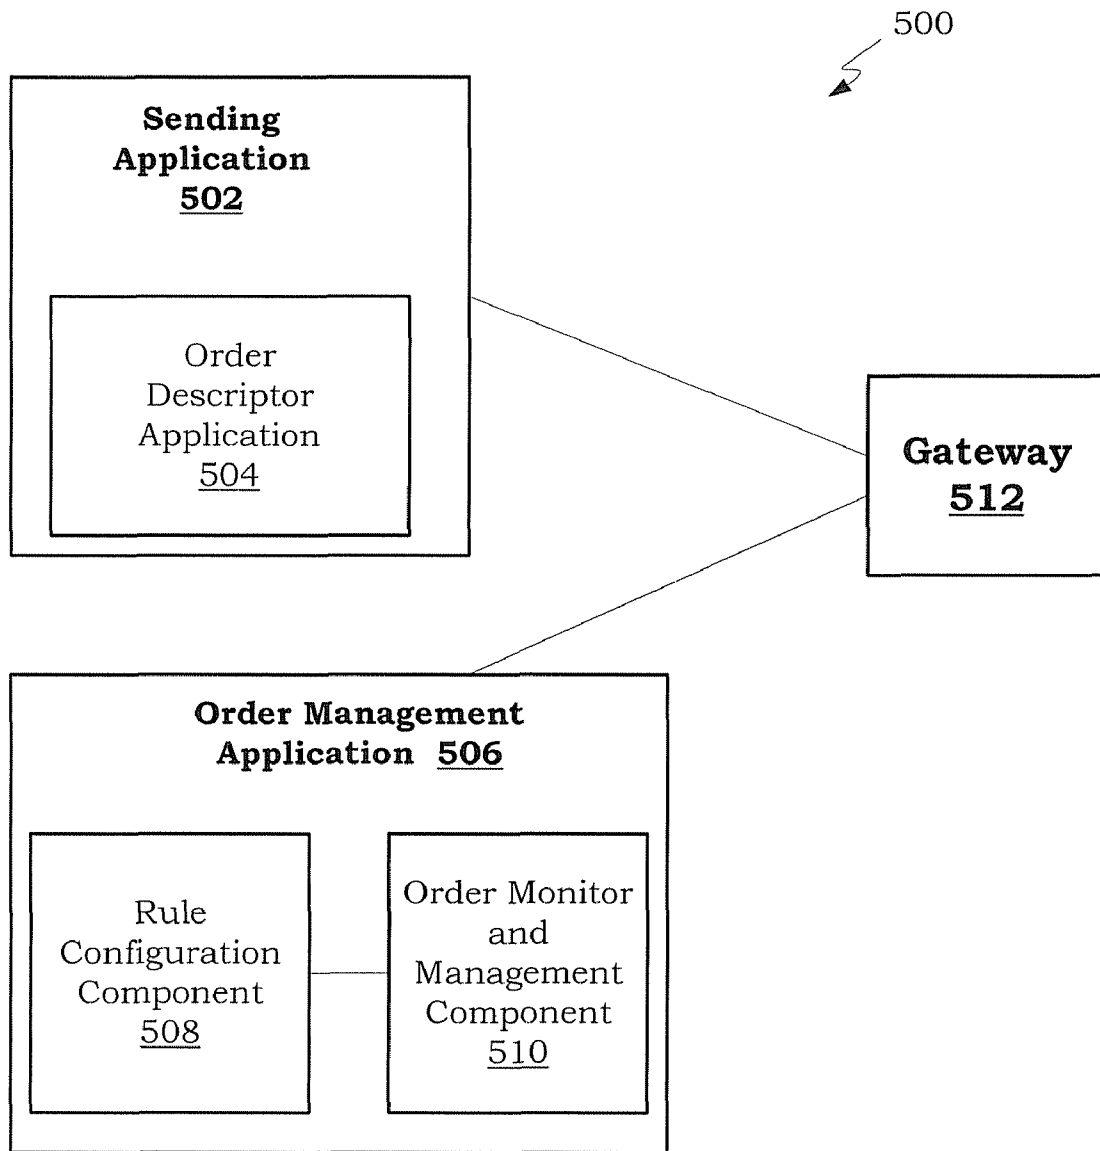 500
Sending
Application
502
Order
Descriptor
Application
504
Gateway
512
Order Management
Application 506
Rule
Configuration
Component
508
Order Monitor
and
Management
Component
510